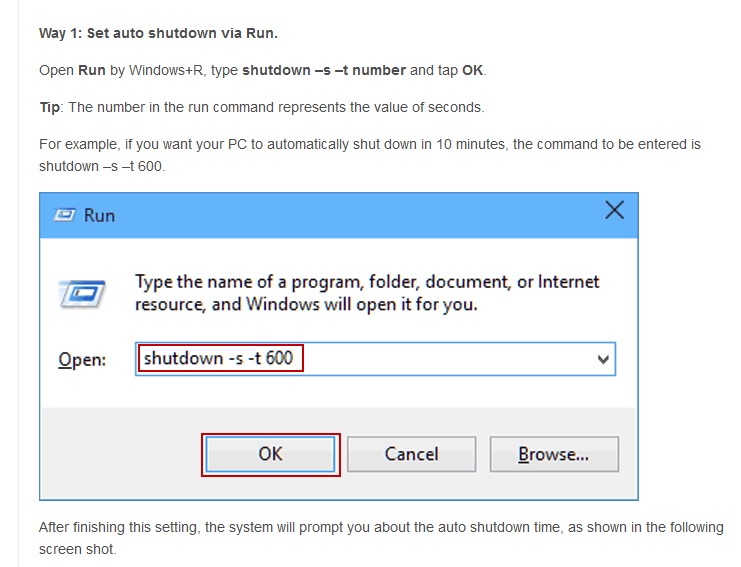 Way 1: Set auto shutdown via Run.
Open Run by Windows+R, type shutdown –s –t number and tap OK.
Tip: The number in the run command represents the value of seconds.
For example, if you want your PC to automatically shut down in 10 minutes, the command to be entered is
shutdown –s –t 600.
Run
Type the name of a program, folder, document, or Internet
resource, and Windows will open it for you.
Open: shutdown -s -t 600
OK Cancel Browse...
After finishing this setting, the system will prompt you about the auto shutdown time, as shown in the following
screen shot.